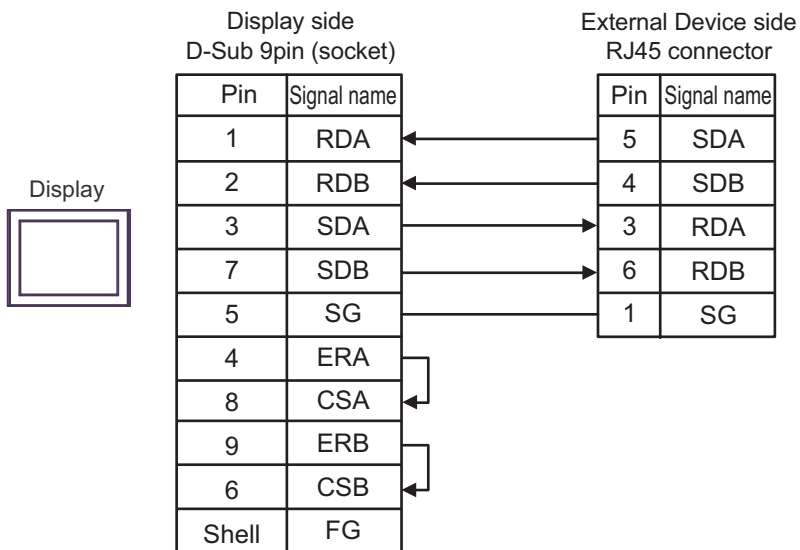 Display side
D-Sub 9pin (socket)
External Device side
RJ45 connector
Display
Pin Signal name
1 RDA
2 RDB
3 SDA
7 SDB
5 SG
4 ERA
8 CSA
9 ERB
6 CSB
Shell FG
Pin Signal name
5 SDA
4 SDB
3 RDA
6 RDB
1 SG